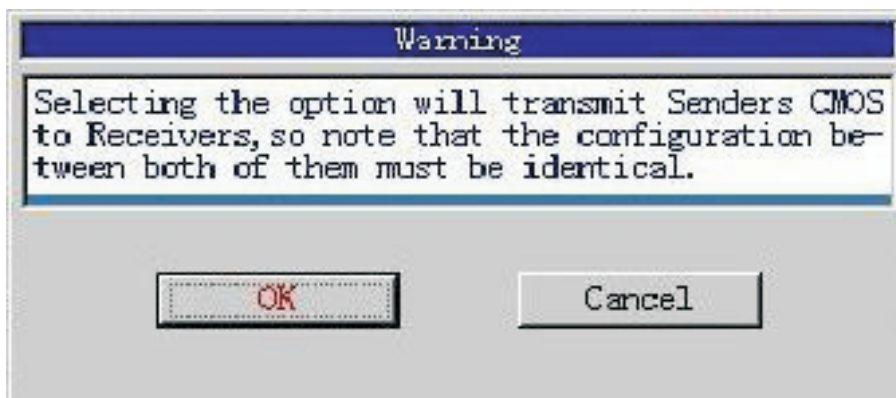 Warning
Selecting the option will transmit Senders CMOS
to Receivers,so note that the configuration be-
tween both of them must be identical.
OK
Cancel